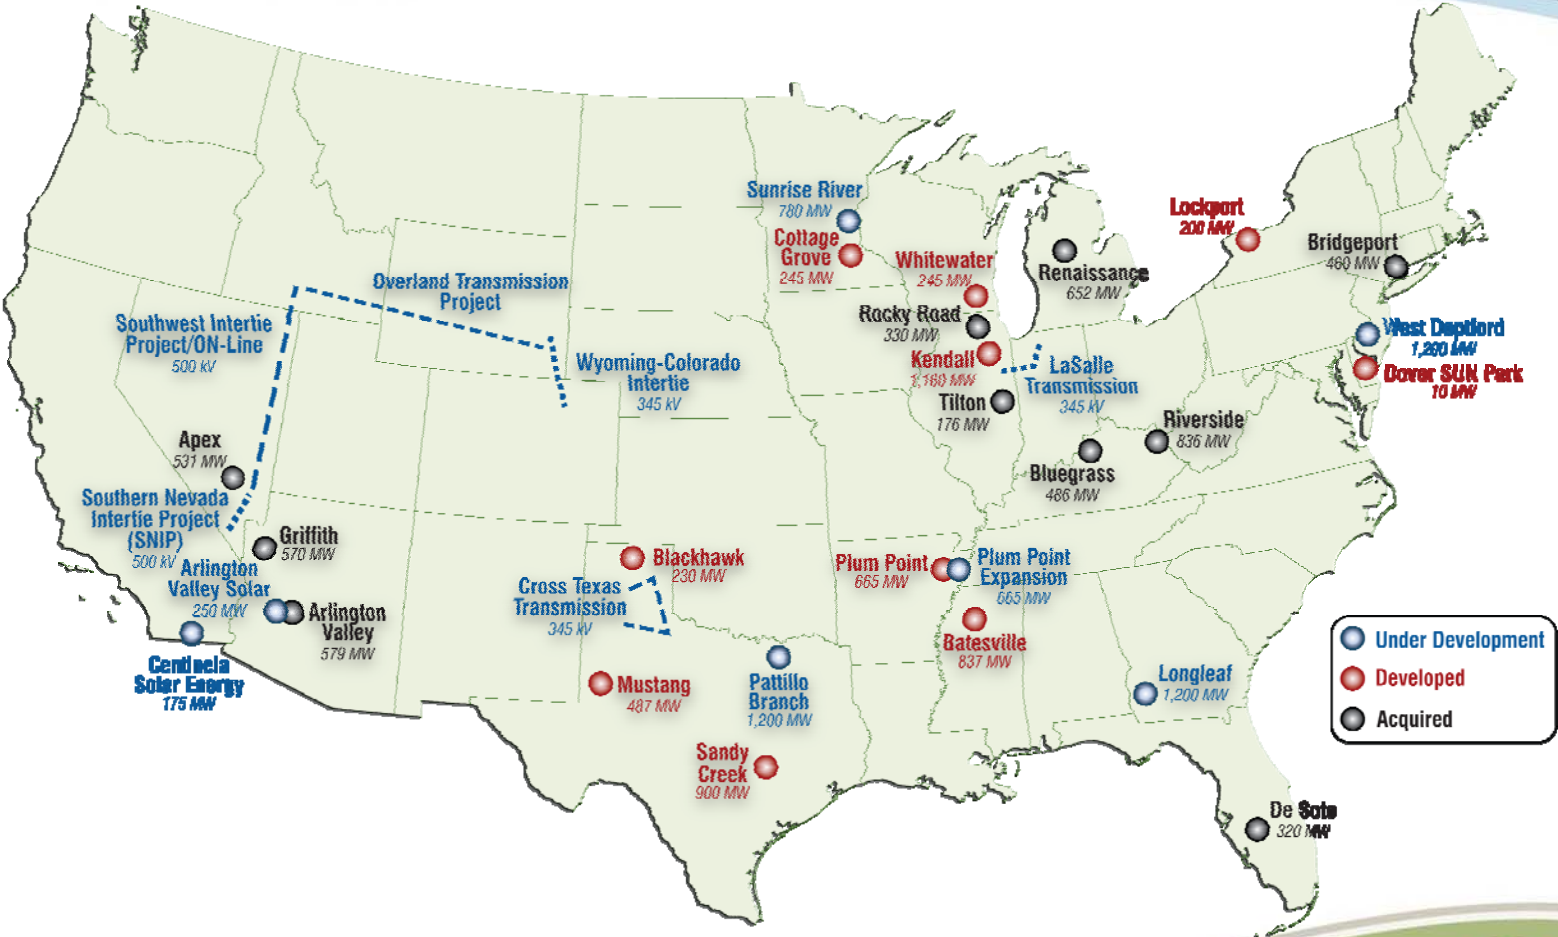 Sunrise River
780 MW
Cottage
Grove
245 MW
Whitewater
245 MW
Rocky Road
330 MW
Kendall
1,160 MW
Tilton
176 MW
Renaissance
652 MW
Lockport
200 MW
Bridgeport
460 MW
West Deptford
1,200 MW
Dover SUN Park
10 MW
Overland Transmission
Project
Southwest Intertie
Project/ON-Line
500 kV
Wyoming-Colorado
Intertie
345 kV
LaSalle
Transmission
345 kV
Riverside
836 MW
Bluegrass
486 MW
Apex
531 MW
Southern Nevada
Intertie Project
(SNIP)
500 kV
Griffith
570 MW
Arlington
Valley Solar
250 MW
Arlington
Valley
579 MW
Centinela
Solar Energy
175 MW
Blackhawk
230 MW
Cross Texas
Transmission
345 kV
Plum Point
665 MW
Plum Point
Expansion
665 MW
Batesville
837 MW
Mustang
487 MW
Pattillo
Branch
1,200 MW
Sandy
Creek
900 MW
Longleaf
1,200 MW
De Soto
320 MW
Under Development
Developed
Acquired